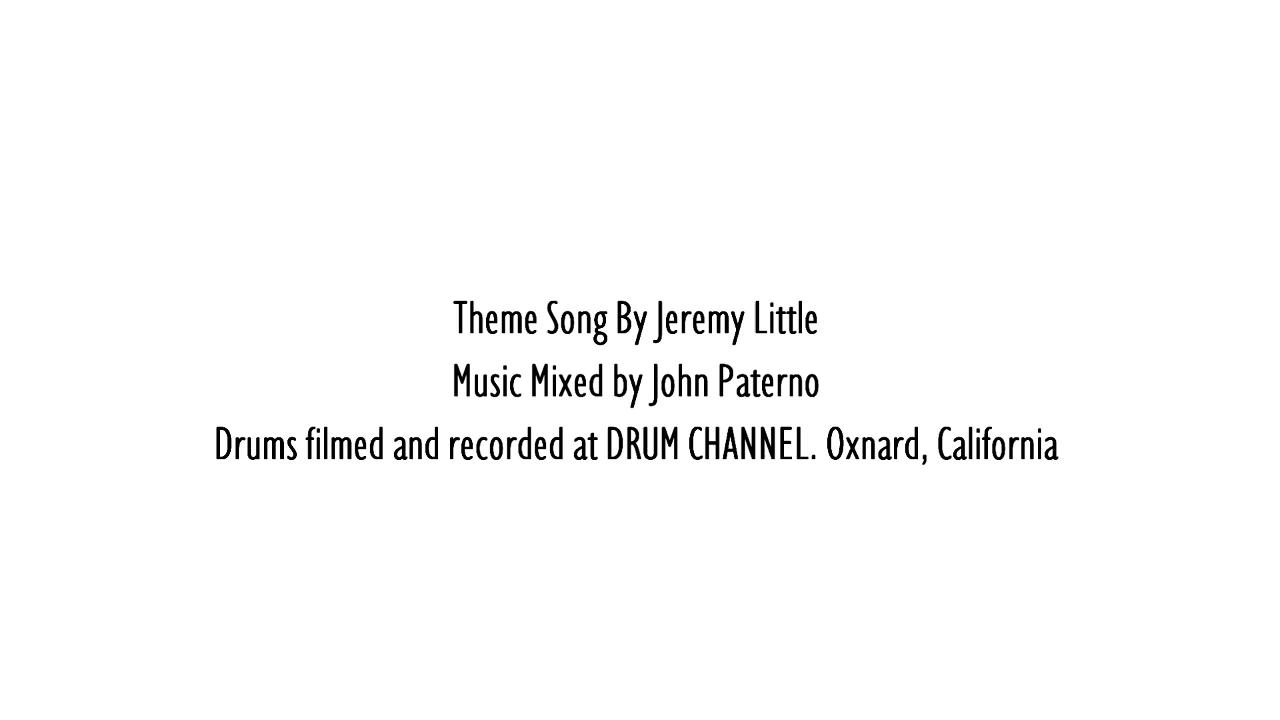 Theme Song By Jeremy Little
Music Mixed by John Paterno
Drums filmed and recorded at DRUM CHANNEL. Oxnard, California